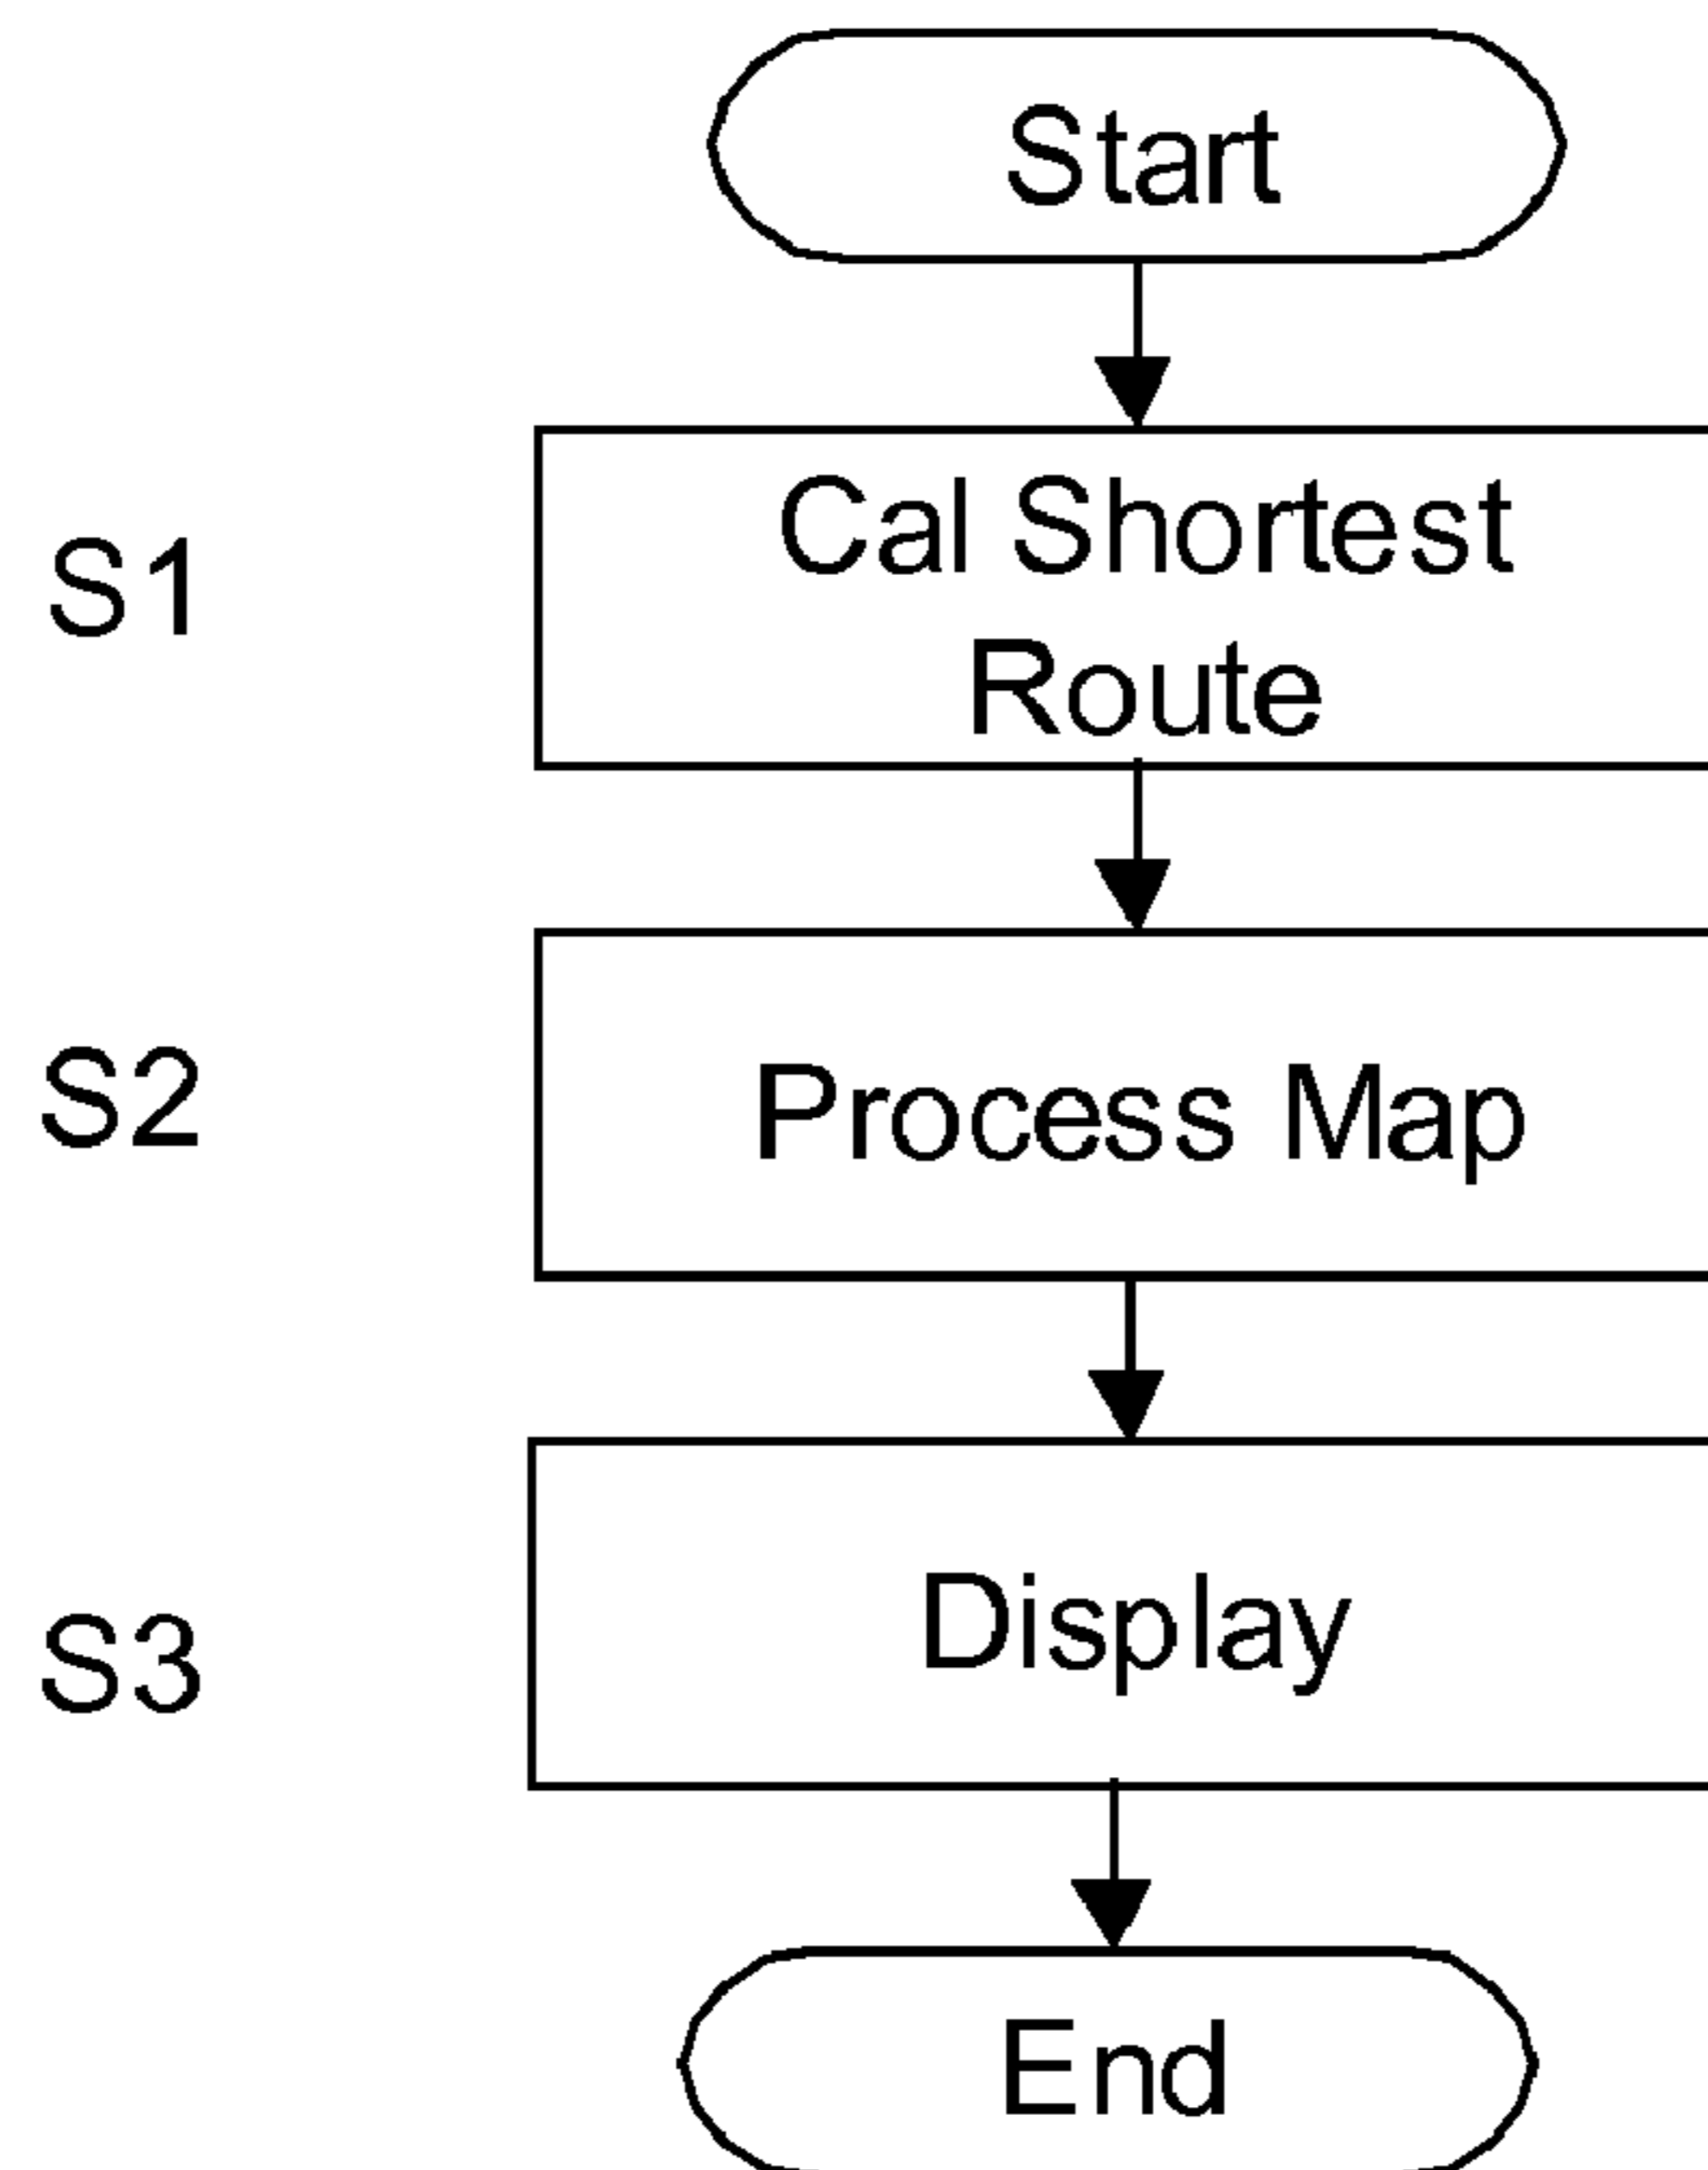 Start
S1
Cal Shortest
Route
S2
Process Map
S3
Display
End